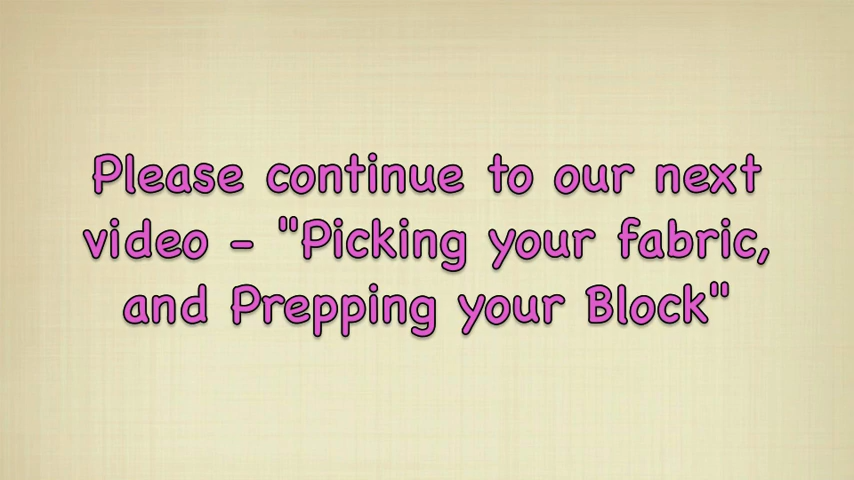 Please continue to our next
video - "Picking your fabric,
and Prepping your Block"